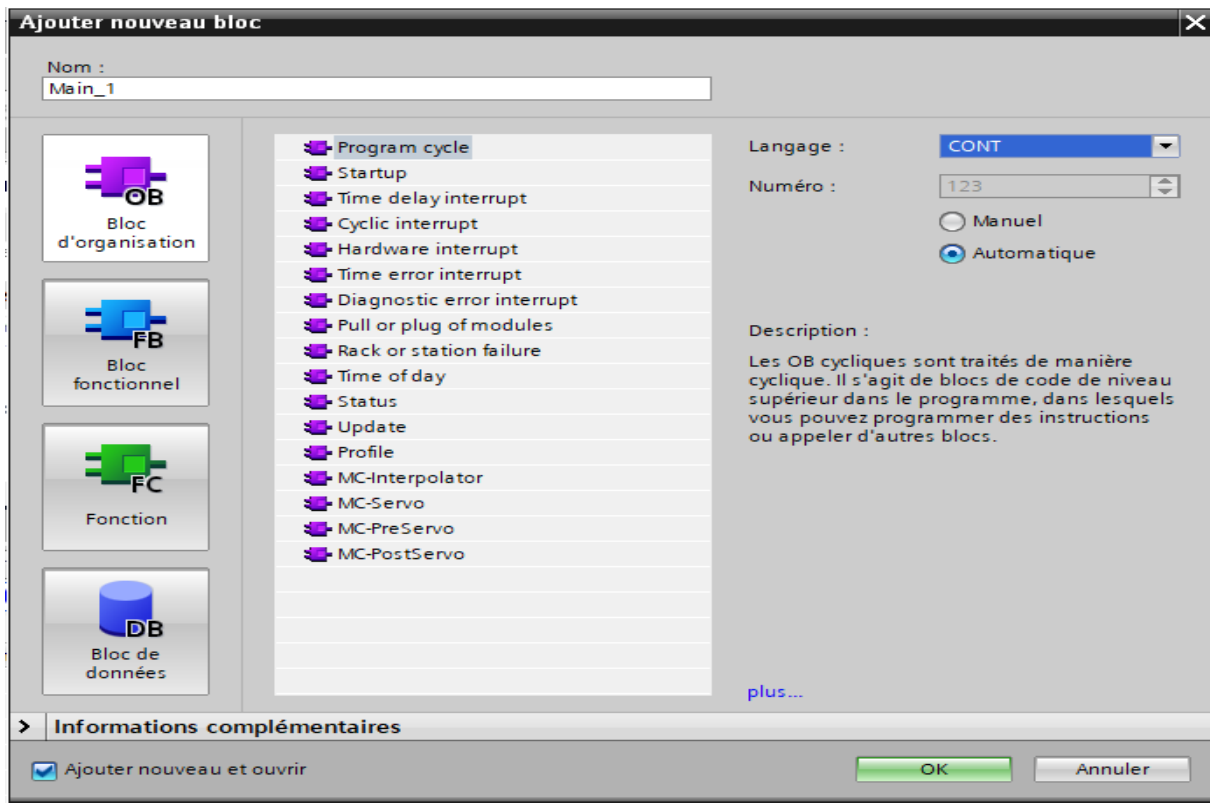 Ajouter nouveau bloc
Nom :
Main_1
OB
Bloc
d'organisation
FB
Bloc
fonctionnel
FC
Fonction
DB
Bloc de
données
Program cycle
Startup
Time delay interrupt
Cyclic interrupt
Hardware interrupt
Time error interrupt
Diagnostic error interrupt
Pull or plug of modules
Rack or station failure
Time of day
Status
Update
Profile
MC-Interpolator
MC-Servo
MC-PreServo
MC-PostServo
Langage :
CONT
Numéro :
123
Manuel
Automatique
Description :
Les OB cycliques sont traités de manière
cyclique. Il s'agit de blocs de code de niveau
supérieur dans le programme, dans lesquels
vous pouvez programmer des instructions
ou appeler d'autres blocs.
plus...
> Informations complémentaires
Ajouter nouveau et ouvrir
OK
Annuler